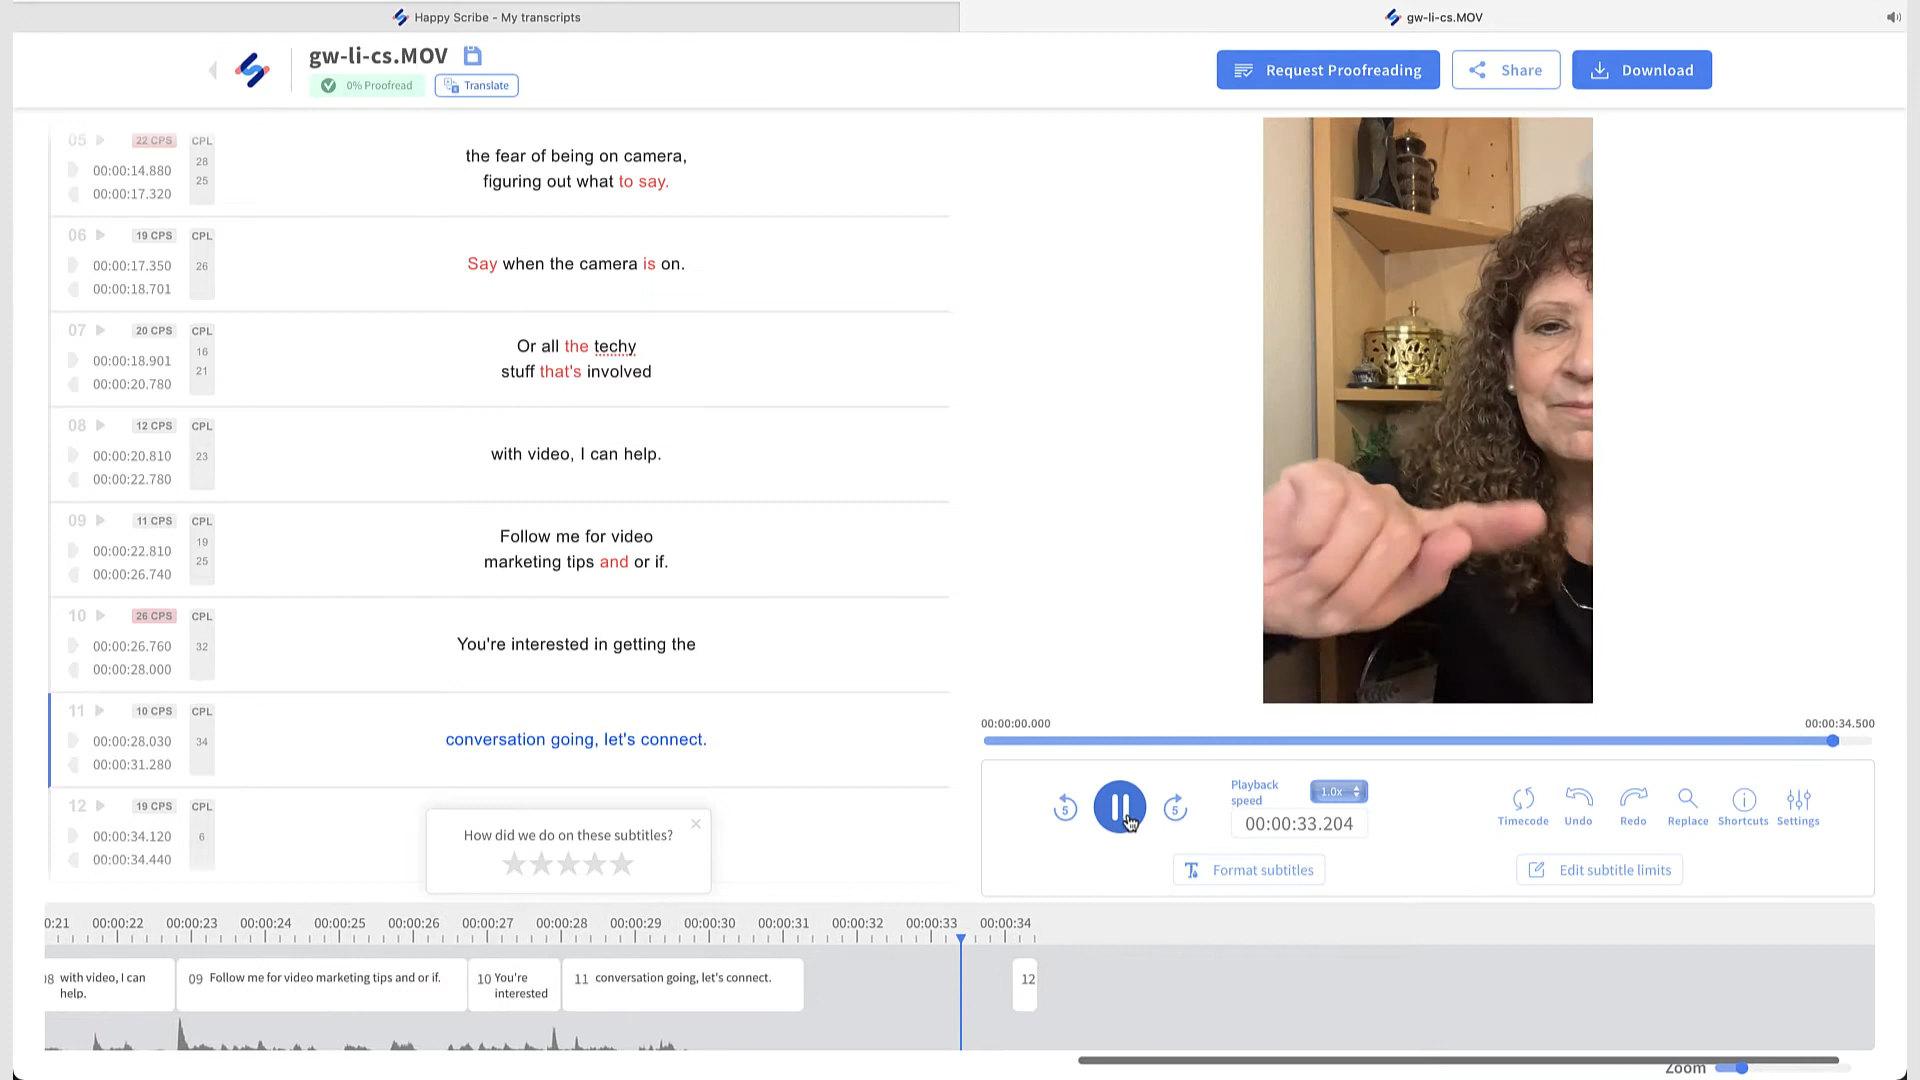 Happy Scribe - My transcripts
gw-li-cs.MOV
gw-li-cs.MOV
0% Proofread
Translate
Request Proofreading
Share
Download
05
22 CPS
CPL
00:00:14.880
00:00:17.320
28
25
the fear of being on camera,
figuring out what to say.
06
19 CPS
CPL
00:00:17.350
00:00:18.701
26
Say when the camera is on.
07
20 CPS
CPL
00:00:18.901
00:00:20.780
16
21
Or all the techy
stuff that's involved
08
12 CPS
CPL
00:00:20.810
00:00:22.780
23
with video, I can help.
09
11 CPS
CPL
00:00:22.810
00:00:26.740
19
25
Follow me for video
marketing tips and or if.
10
26 CPS
CPL
00:00:26.760
00:00:28.000
32
You're interested in getting the
11
10 CPS
CPL
00:00:28.030
00:00:31.280
34
conversation going, let's connect.
12
19 CPS
CPL
00:00:34.120
00:00:34.440
6
How did we do on these subtitles?
00:00:00.000
00:00:34.500
5
5
Playback
speed
1.0x
00:00:33.204
Timecode
Undo
Redo
Replace
Shortcuts
Settings
Format subtitles
Edit subtitle limits
0:21 00:00:22 00:00:23 00:00:24 00:00:25 00:00:26 00:00:27 00:00:28 00:00:29 00:00:30 00:00:31 00:00:32 00:00:33 00:00:34
08 with video, I can
help.
09 Follow me for video marketing tips and or if.
10 You're
interested
11 conversation going, let's connect.
12
Zoom